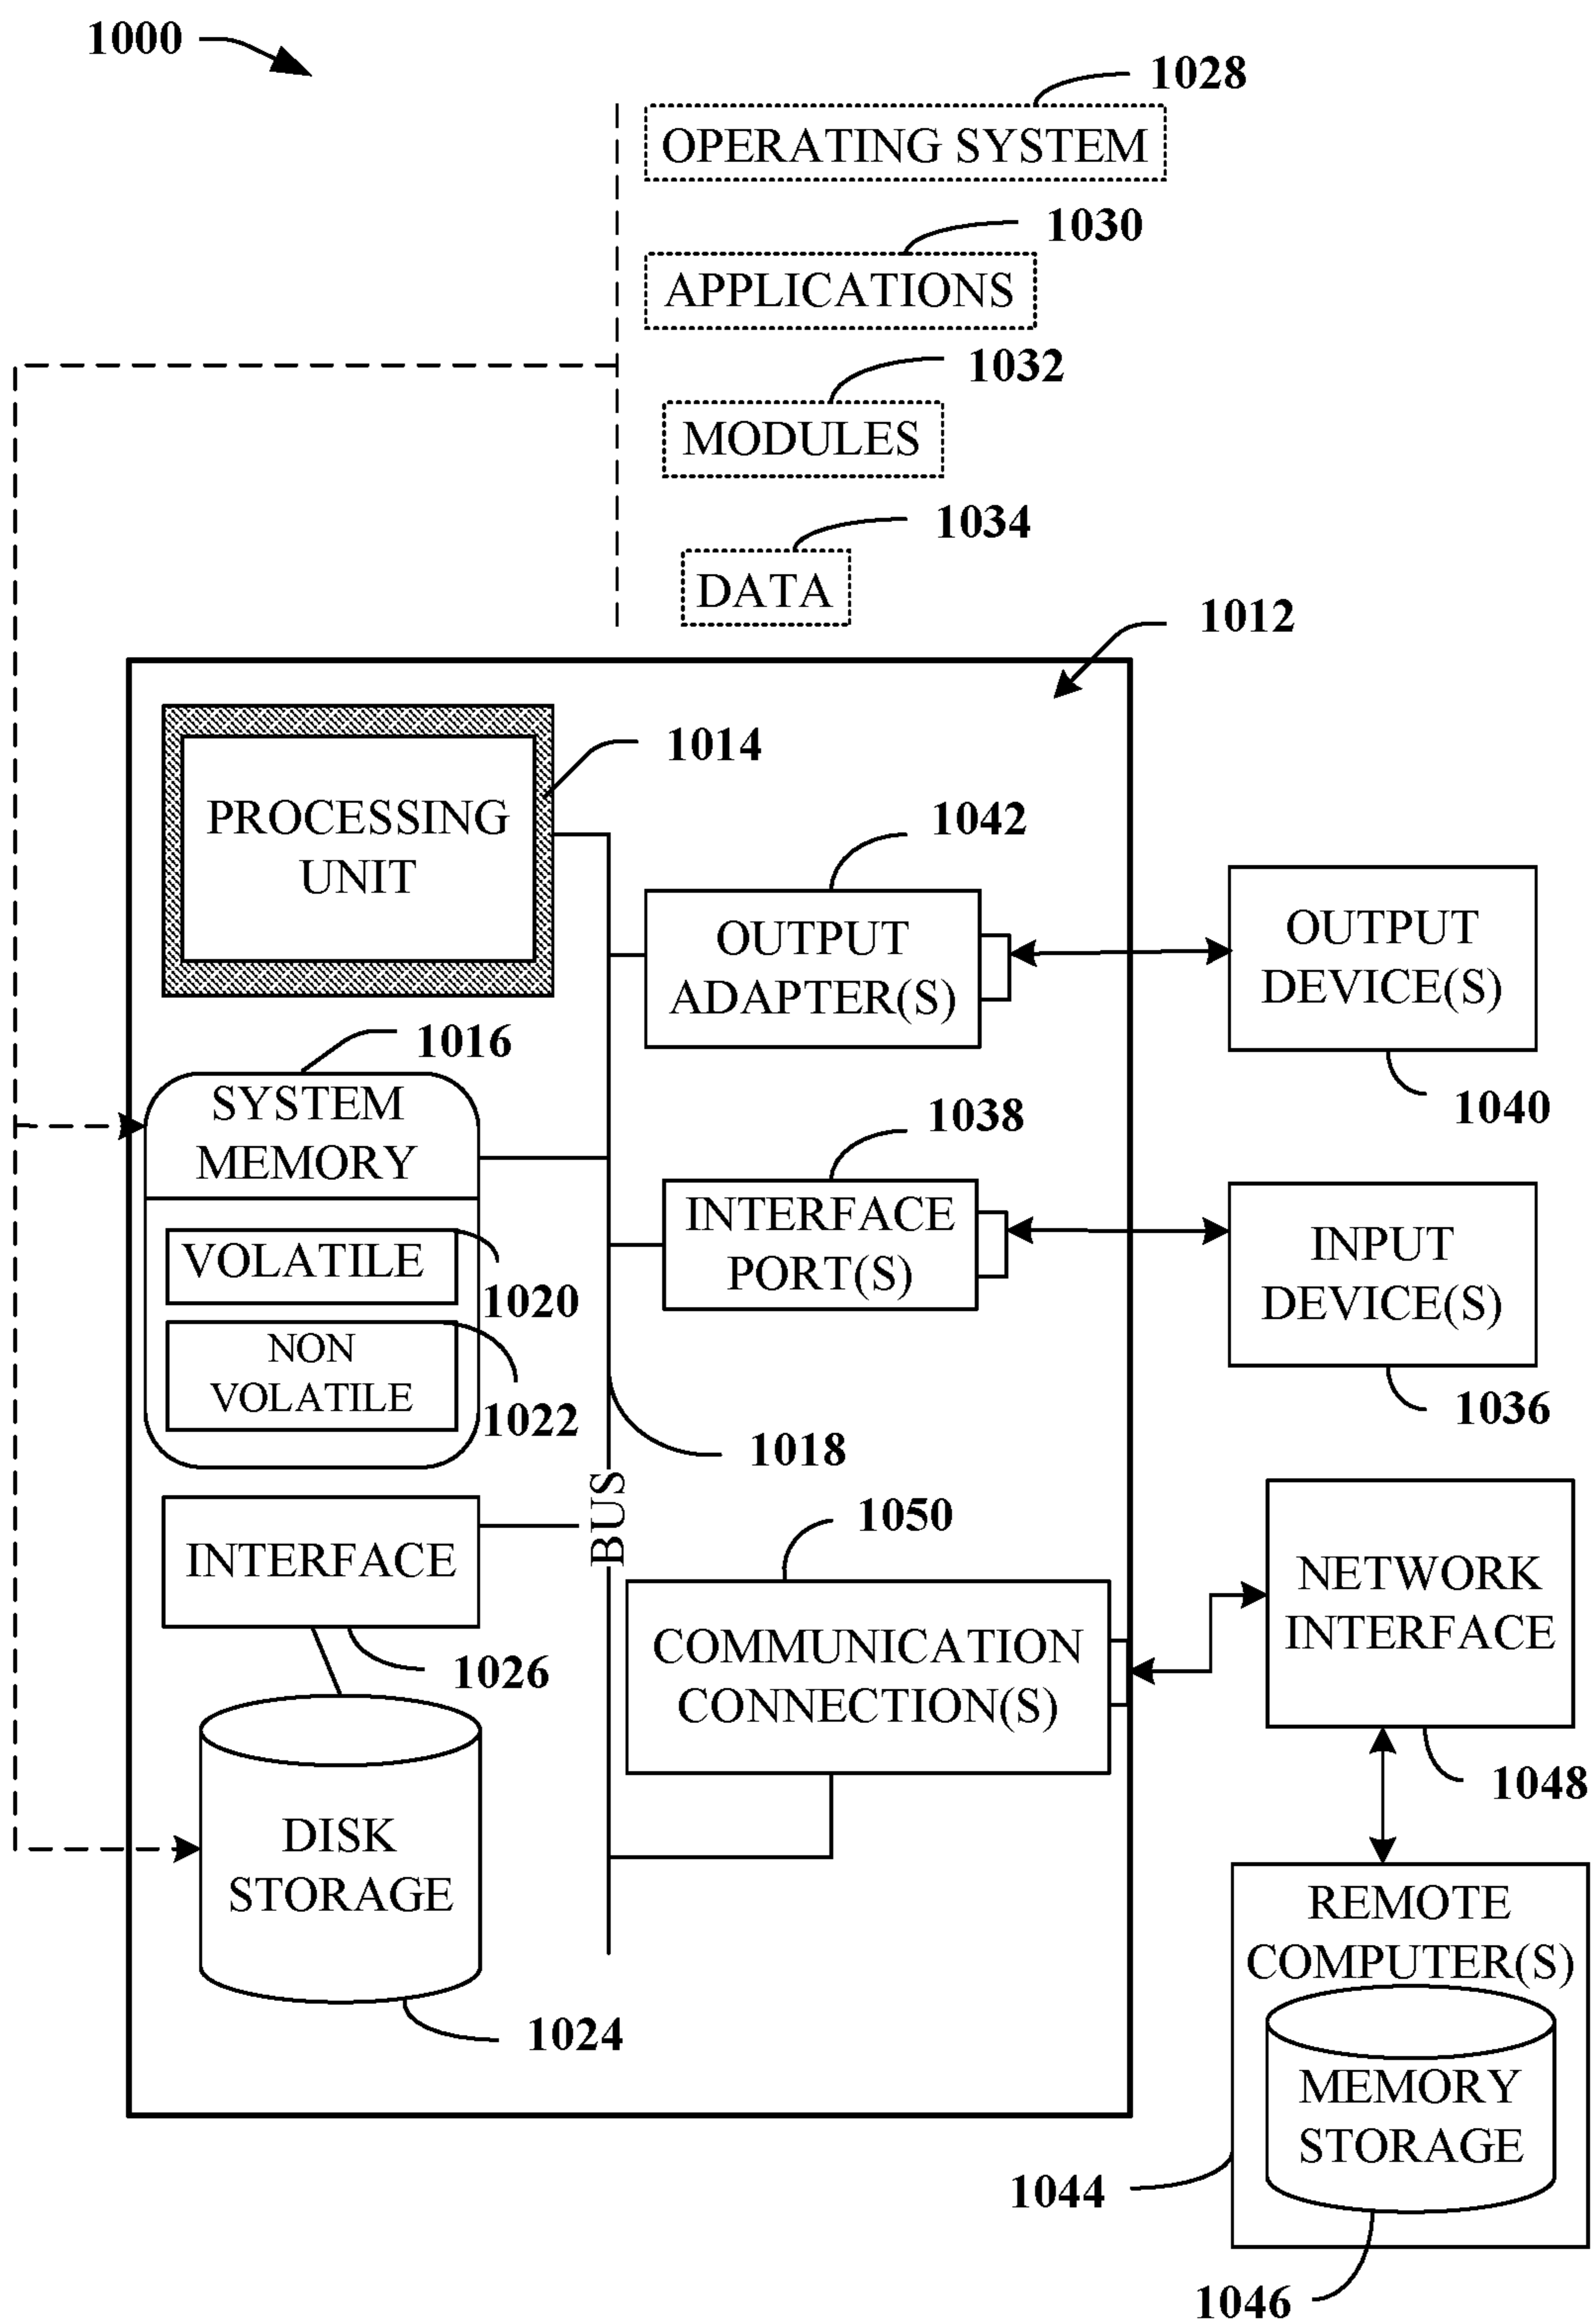 1000
1028
OPERATING SYSTEM
1030
APPLICATIONS
1032
MODULES
1034
DATA
1012
PROCESSING
UNIT
1014
1042
OUTPUT
ADAPTER(S)
OUTPUT
DEVICE(S)
1040
1016
SYSTEM
MEMORY
VOLATILE
1020
NON
VOLATILE
1022
1038
INTERFACE
PORT(S)
INPUT
DEVICE(S)
1036
1018
BUS
INTERFACE
1026
1050
COMMUNICATION
CONNECTION(S)
NETWORK
INTERFACE
1048
DISK
STORAGE
1024
REMOTE
COMPUTER(S)
MEMORY
STORAGE
1044
1046